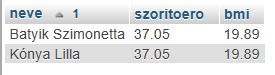 neve 1 szoritoero bmi
Batyik Szimonetta 37.05 19.89
Kónya Lilla 37.05 19.89